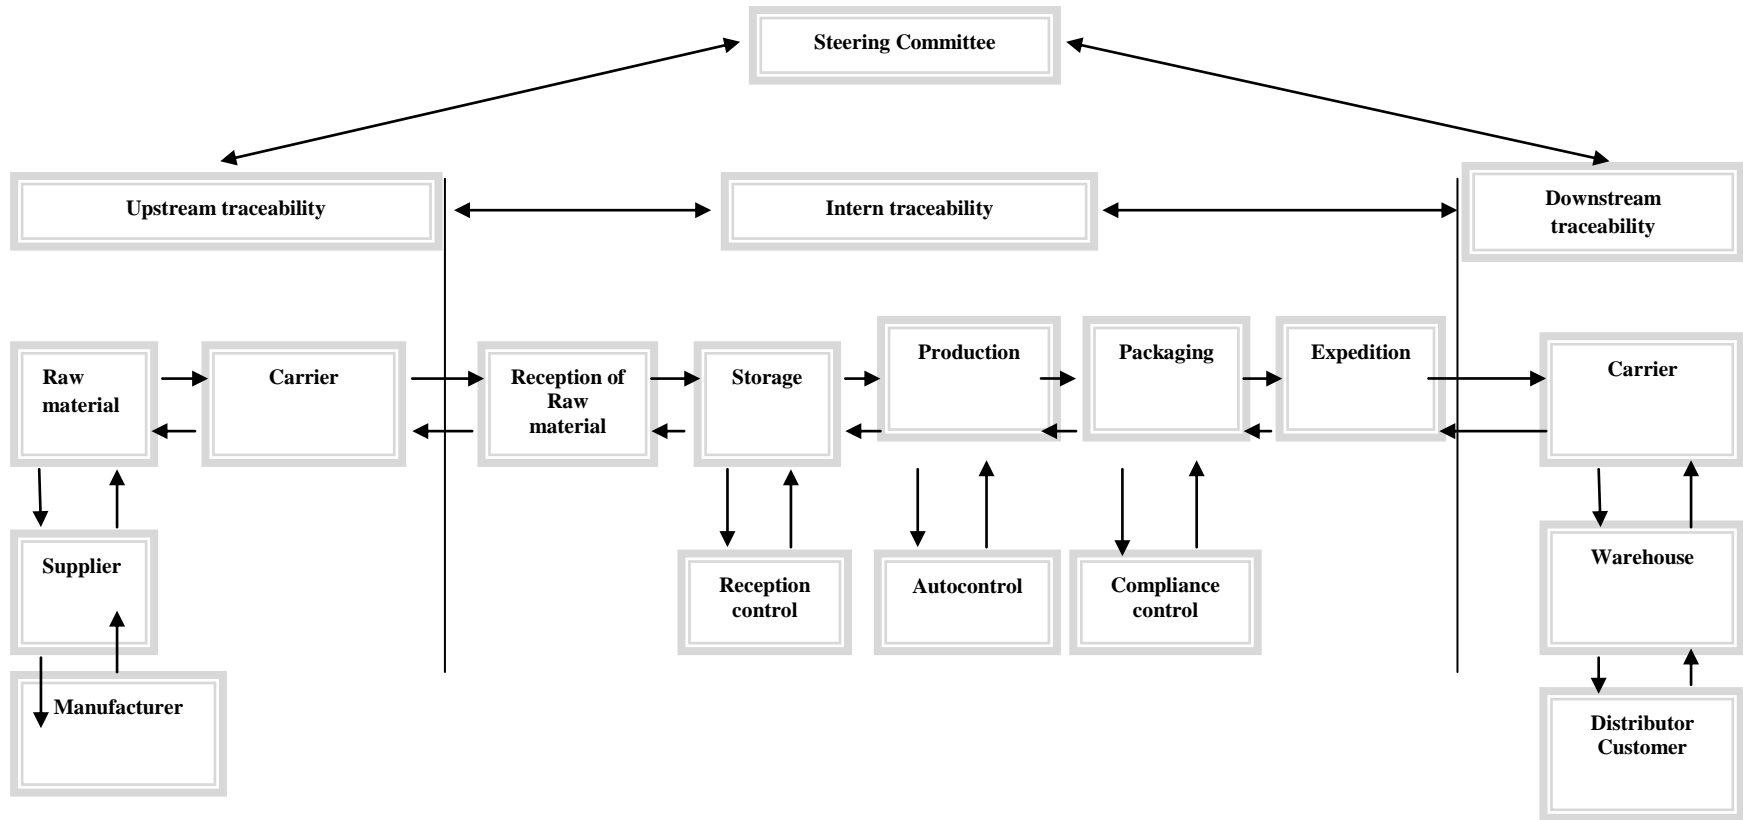 Steering Committee
Upstream traceability
Intern traceability
Downstream
traceability
Raw
material
Carrier
Reception of
Raw
material
Storage
Production
Packaging
Expedition
Carrier
Supplier
Reception
control
Autocontrol
Compliance
control
Warehouse
Manufacturer
Distributor
Customer